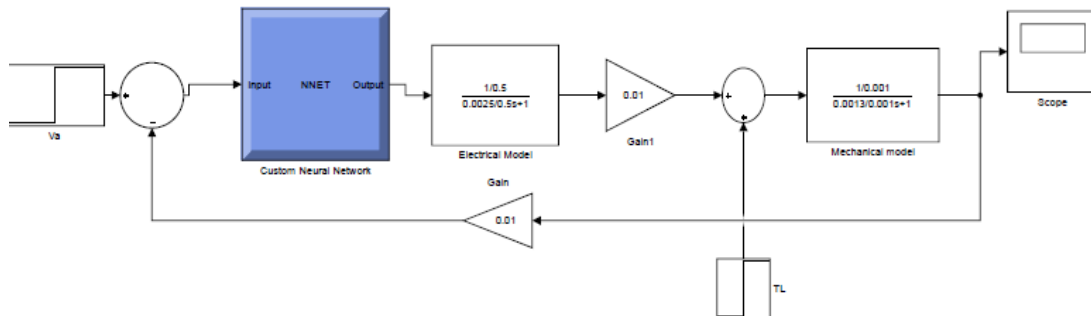 Va
+
-
Input NNET Output
Custom Neural Network
1/0.5
0.0025/0.5s+1
Electrical Model
0.01
Gain1
+
+
1/0.001
0.0013/0.001s+1
Mechanical model
Scope
Gain
0.01
TL